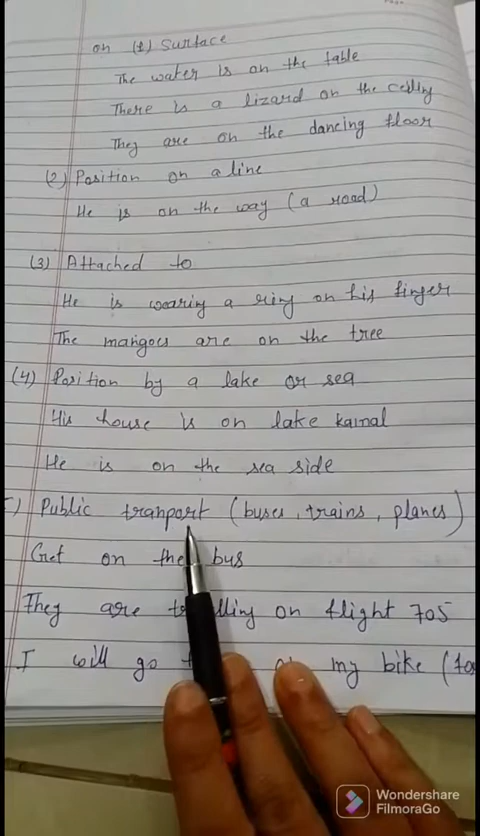 on (1) Surface
The water is on the table
There is a lizard on the ceiling
They are on the dancing floor
(2) Position on a line
He is on the way (a road)
(3) Attached to
He is wearing a ring on his finger
The mangoes are on the tree
(4) Position by a lake or sea
His house is on lake kamal
He is on the sea side
Public tranport (buses, trains, planes)
Get on the bus
They are on flight 705
I will go my bike
Wondershare
FilmoraGo